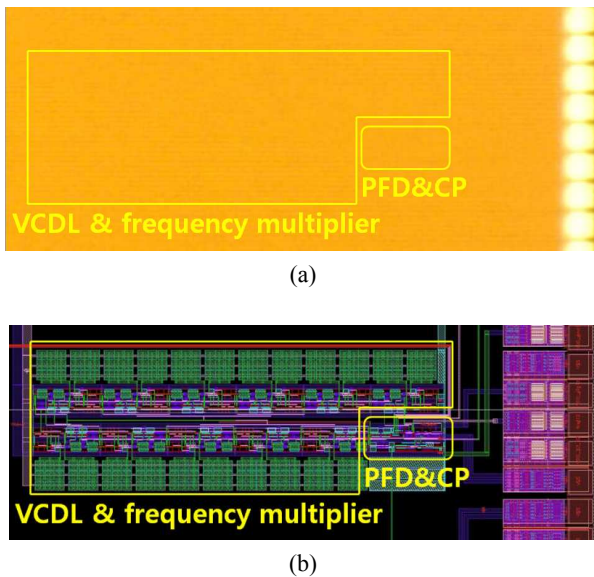 PFD&CP
VCDL & frequency multiplier
(a)
PFD&CP
VCDL & frequency multiplier
(b)